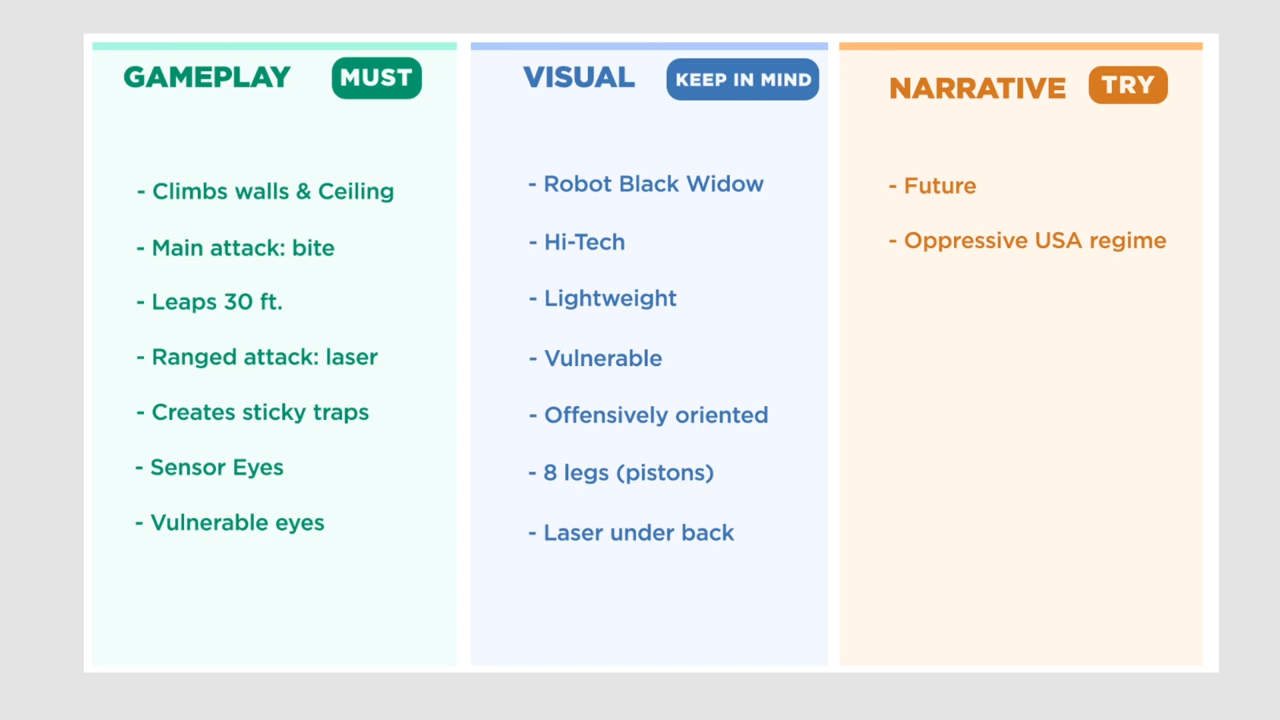 GAMEPLAY MUST
- Climbs walls & Ceiling
- Main attack: bite
- Leaps 30 ft.
- Ranged attack: laser
- Creates sticky traps
- Sensor Eyes
- Vulnerable eyes
VISUAL KEEP IN MIND
- Robot Black Widow
- Hi-Tech
- Lightweight
- Vulnerable
- Offensively oriented
- 8 legs (pistons)
- Laser under back
NARRATIVE TRY
- Future
- Oppressive USA regime